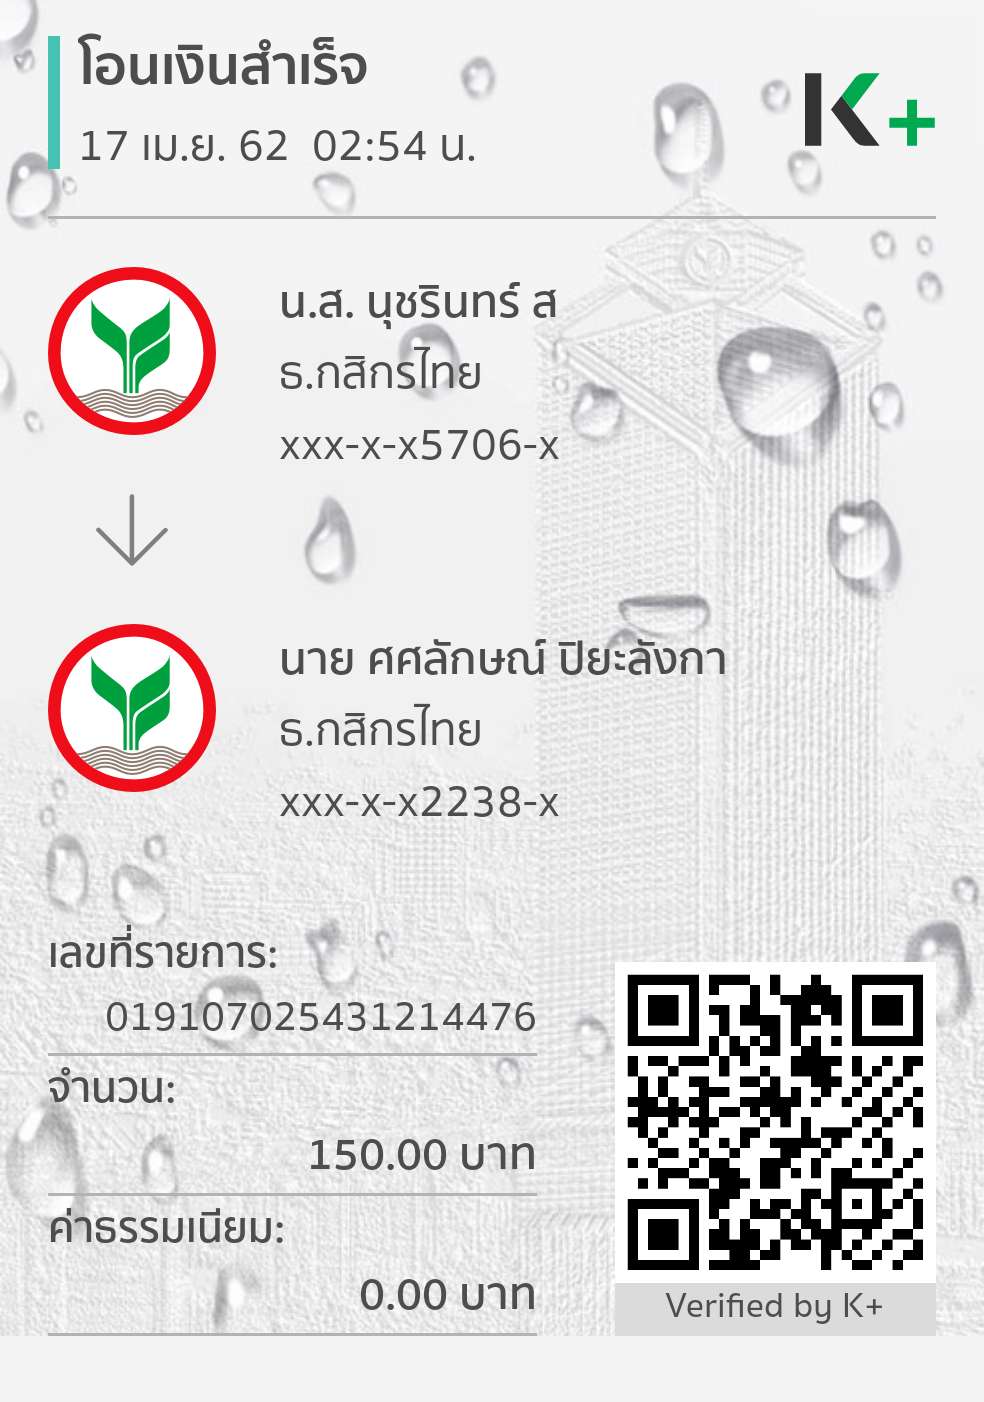 โอนเงินสำเร็จ
17 เม.ย. 62  02:54 น.
K+
น.ส. นุชรินทร์ ส
ธ.กสิกรไทย
xxx-x-x5706-x
นาย ศศลักษณ์ ปิยะลังกา
ธ.กสิกรไทย
xxx-x-x2238-x
เลขที่รายการ:
019107025431214476
จำนวน:
150.00 บาท
ค่าธรรมเนียม:
0.00 บาท
Verified by K+